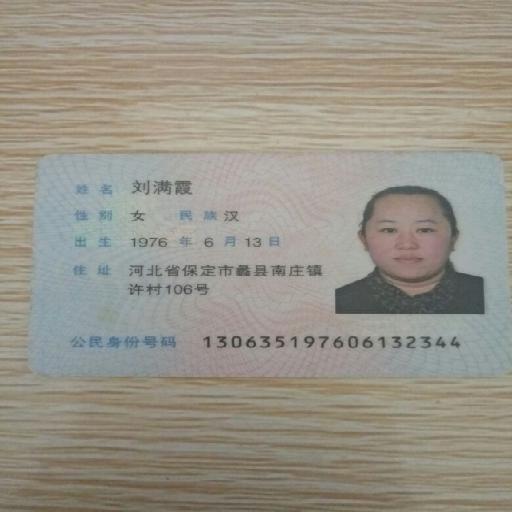 姓名 刘满霞
性别 女 民族 汉
出生 1976 年 6 月 13 日
住址 河北省保定市蠡县南庄镇
许村106号
公民身份号码 130635197606132344